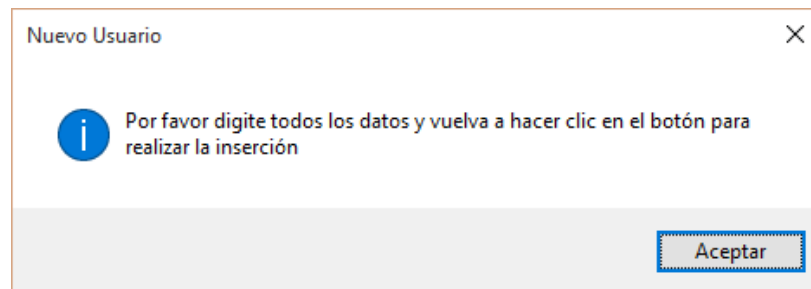 Nuevo Usuario
Por favor digite todos los datos y vuelva a hacer clic en el botón para
realizar la inserción
Aceptar